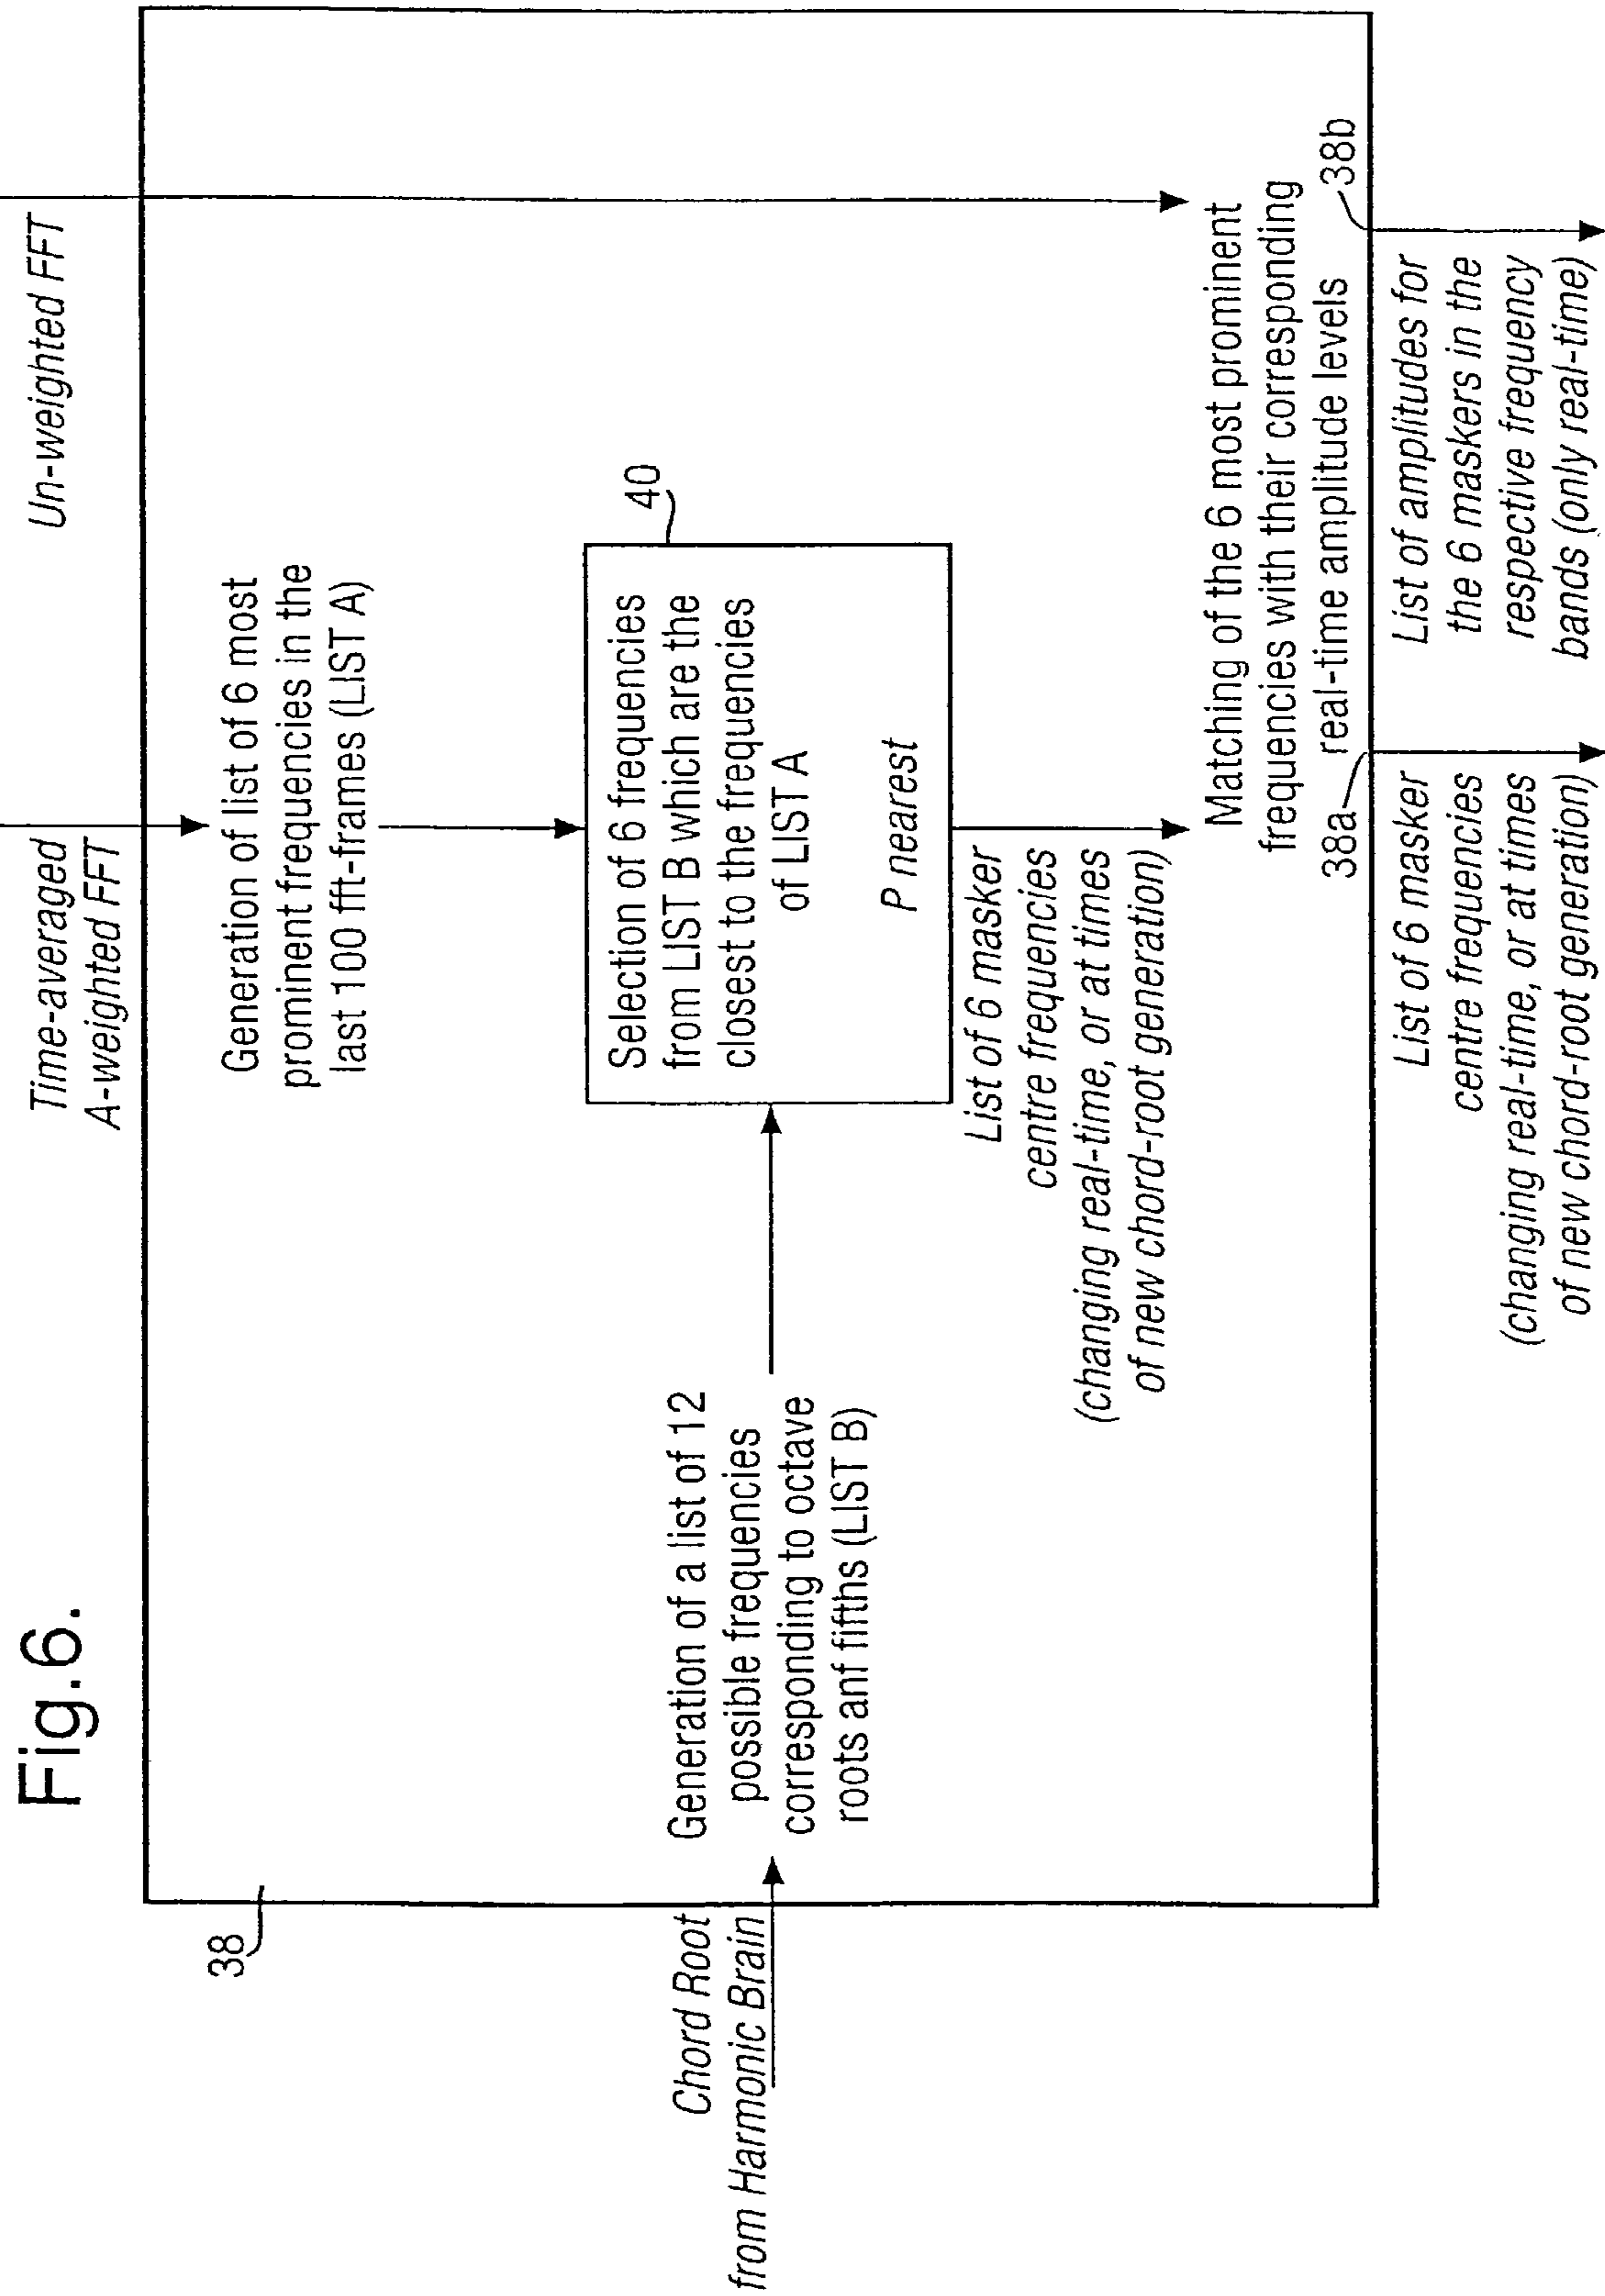 Fig.6.
Time-averaged
A-weighted FFT
Un-weighted FFT
38
Generation of list of 6 most
prominent frequencies in the
last 100 fft-frames (LIST A)
Chord Root
from Harmonic Brain
Generation of a list of 12
possible frequencies
corresponding to octave
roots anf fifths (LIST B)
40
Selection of 6 frequencies
from LIST B which are the
closest to the frequencies
of LIST A
P nearest
List of 6 masker
centre frequencies
(changing real-time, or at times
of new chord-root generation)
Matching of the 6 most prominent
frequencies with their corresponding
real-time amplitude levels
38a
38b
List of 6 masker
centre frequencies
(changing real-time, or at times
of new chord-root generation)
List of amplitudes for
the 6 maskers in the
respective frequency
bands (only real-time)